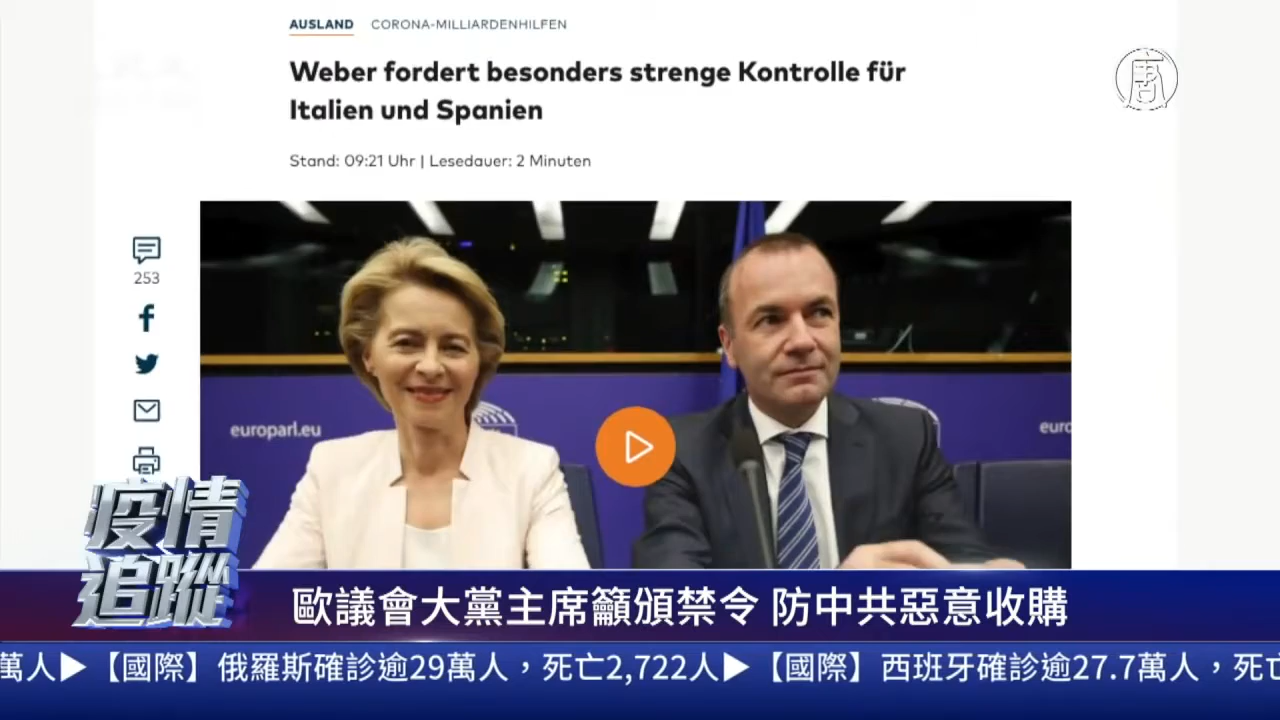 AUSLAND CORONA-MILLIARDENHILFEN
Weber fordert besonders strenge Kontrolle für
Italien und Spanien
Stand: 09:21 Uhr | Lesedauer: 2 Minuten
253
europarl.eu
euro
疫情
追蹤
歐議會大黨主席籲頒禁令 防中共惡意收購
萬人▶【國際】俄羅斯確診逾29萬人，死亡2,722人▶【國際】西班牙確診逾27.7萬人，死亡